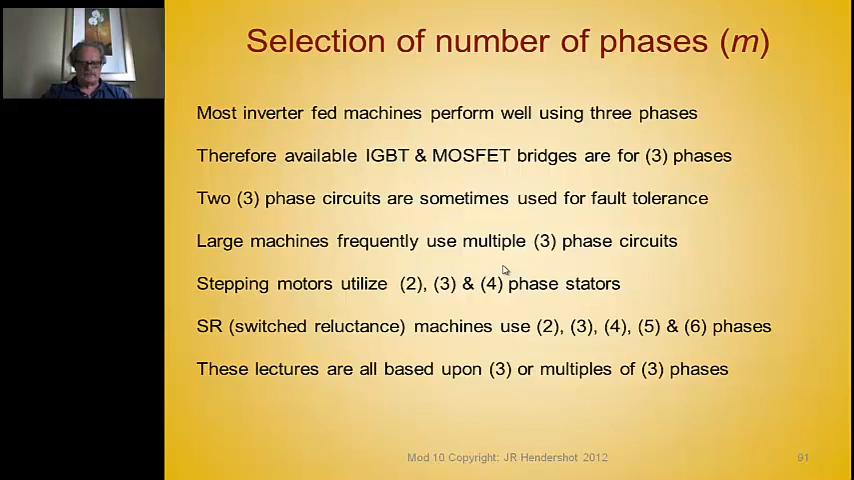 Selection of number of phases (m)
Most inverter fed machines perform well using three phases
Therefore available IGBT & MOSFET bridges are for (3) phases
Two (3) phase circuits are sometimes used for fault tolerance
Large machines frequently use multiple (3) phase circuits
Stepping motors utilize (2), (3) & (4) phase stators
SR (switched reluctance) machines use (2), (3), (4), (5) & (6) phases
These lectures are all based upon (3) or multiples of (3) phases
Mod 10 Copyright: JR Hendershot 2012
91